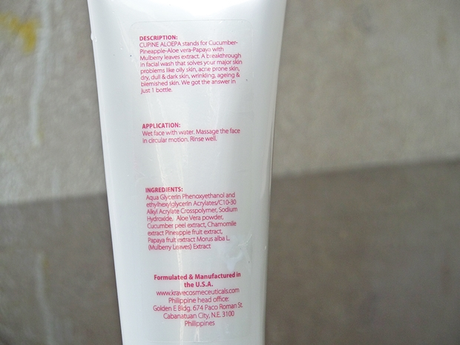 DESCRIPTION:
CUPINE ALOEPA stands for Cucumber-
Pineapple-Aloe vera-Papaya with
Mulberry leaves extract. A breakthrough
in facial wash that solves your major skin
problems like oily skin, acne prone skin,
dry, dull & dark skin, wrinkling, ageing &
blemished skin. We got the answer in
just 1 bottle.
APPLICATION:
Wet face with water. Massage the face
in circular motion. Rinse well.
INGREDIENTS:
Aqua Glycerin Phenoxyethanol and
ethylhexylglycerin Acrylates/C10-30
Alkyl Acrylate Crosspolymer, Sodium
Hydroxide, Aloe Vera powder,
Cucumber peel extract, Chamomile
extract Pineapple fruit extract,
Papaya fruit extract Morus alba L.
(Mulberry Leaves) Extract
Formulated & Manufactured in
the U.S.A.
www.kravecosmeceuticals.com
Philippine head office:
Golden E Bldg. 674 Paco Roman St.
Cabanatuan City, N.E. 3100
Philippines